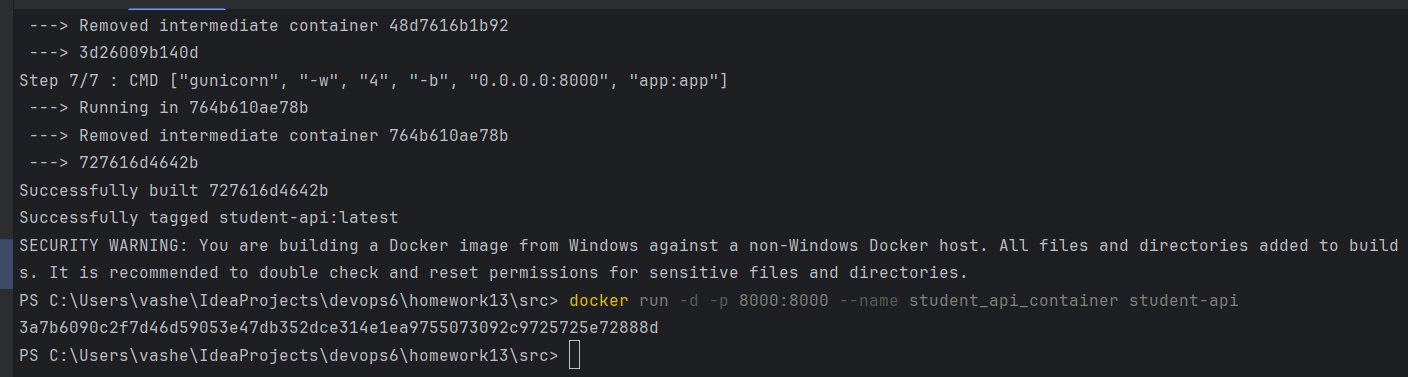 ---> Removed intermediate container 48d7616b1b92
---> 3d26009b140d
Step 7/7 : CMD ["gunicorn", "-w", "4", "-b", "0.0.0.0:8000", "app:app"]
---> Running in 764b610ae78b
---> Removed intermediate container 764b610ae78b
---> 727616d4642b
Successfully built 727616d4642b
Successfully tagged student-api:latest
SECURITY WARNING: You are building a Docker image from Windows against a non-Windows Docker host. All files and directories added to build
s. It is recommended to double check and reset permissions for sensitive files and directories.
PS C:\Users\vashe\IdeaProjects\devops6\homework13\src> docker run -d -p 8000:8000 --name student_api_container student-api
3a7b6090c2f7d46d59053e47db352dce314e1ea9755073092c9725725e72888d
PS C:\Users\vashe\IdeaProjects\devops6\homework13\src>